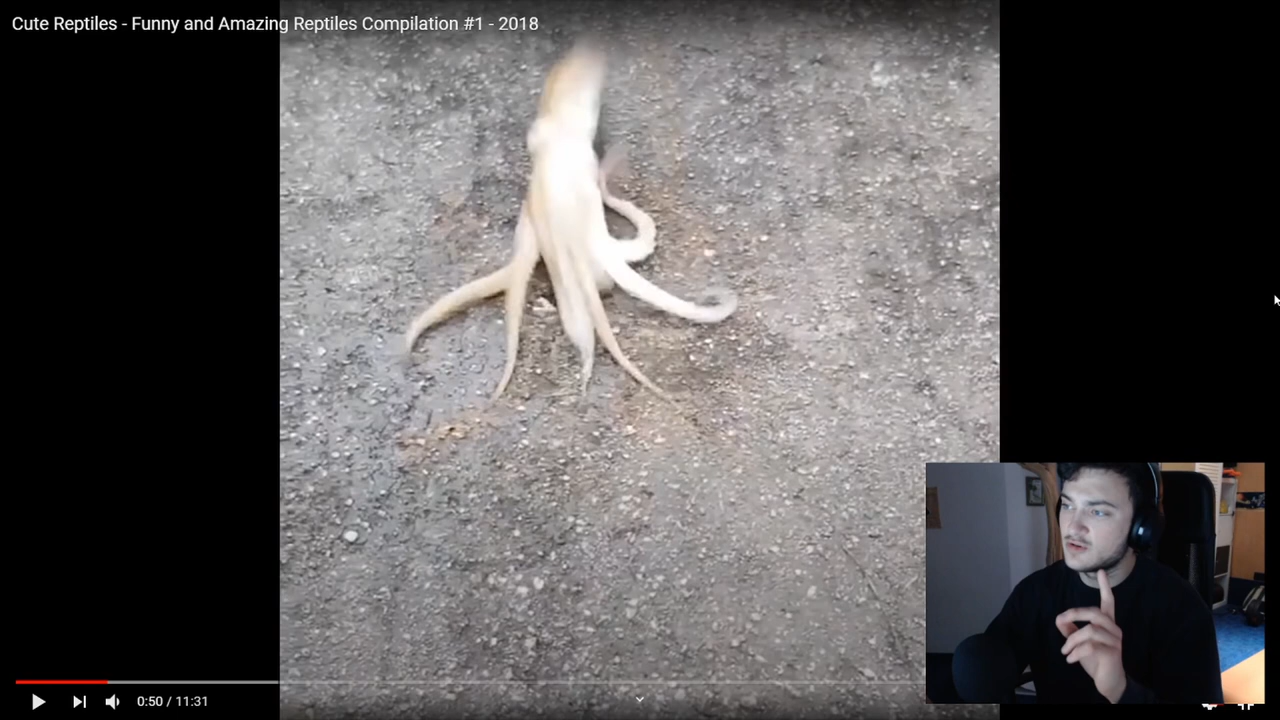 Cute Reptiles - Funny and Amazing Reptiles Compilation #1 - 2018
0:50 / 11:31